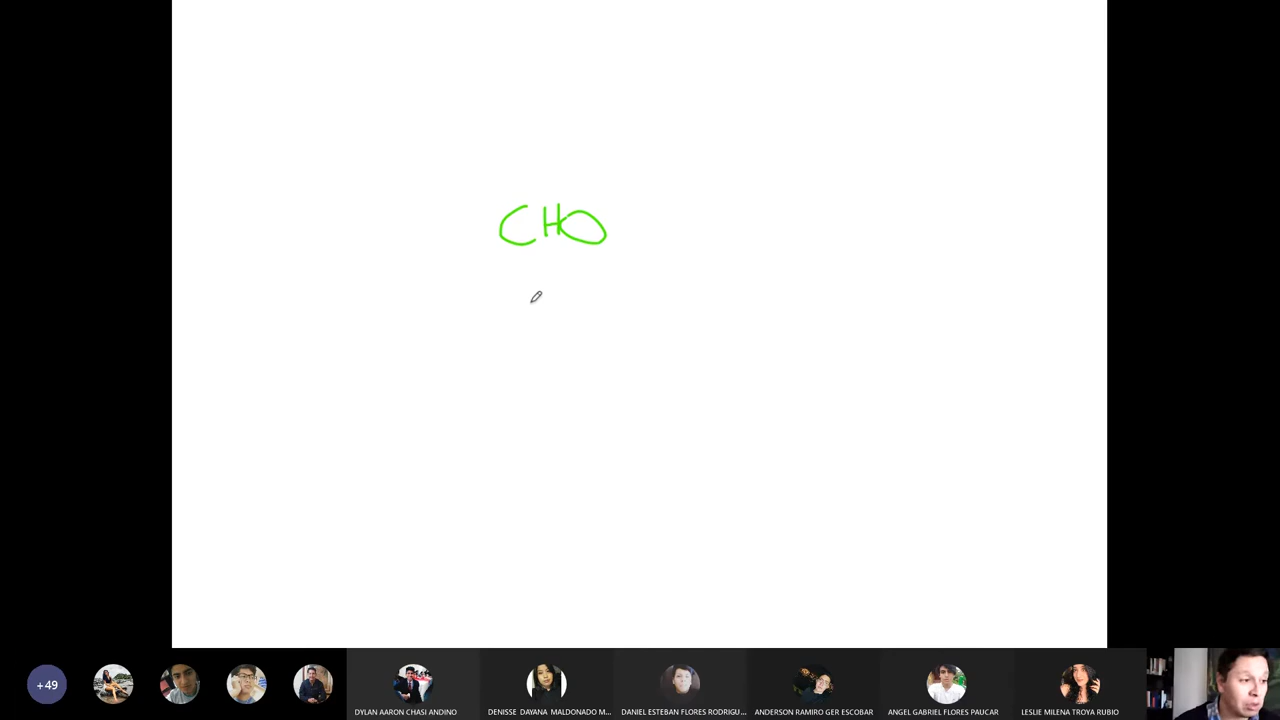 CHO
+49
DYLAN AARON CHASI ANDINO
DENISSE DAYANA MALDONADO M...
DANIEL ESTEBAN FLORES RODRIGU...
ANDERSON RAMIRO GER ESCOBAR
ANGEL GABRIEL FLORES PAUCAR
LESLIE MILENA TROYA RUBIO